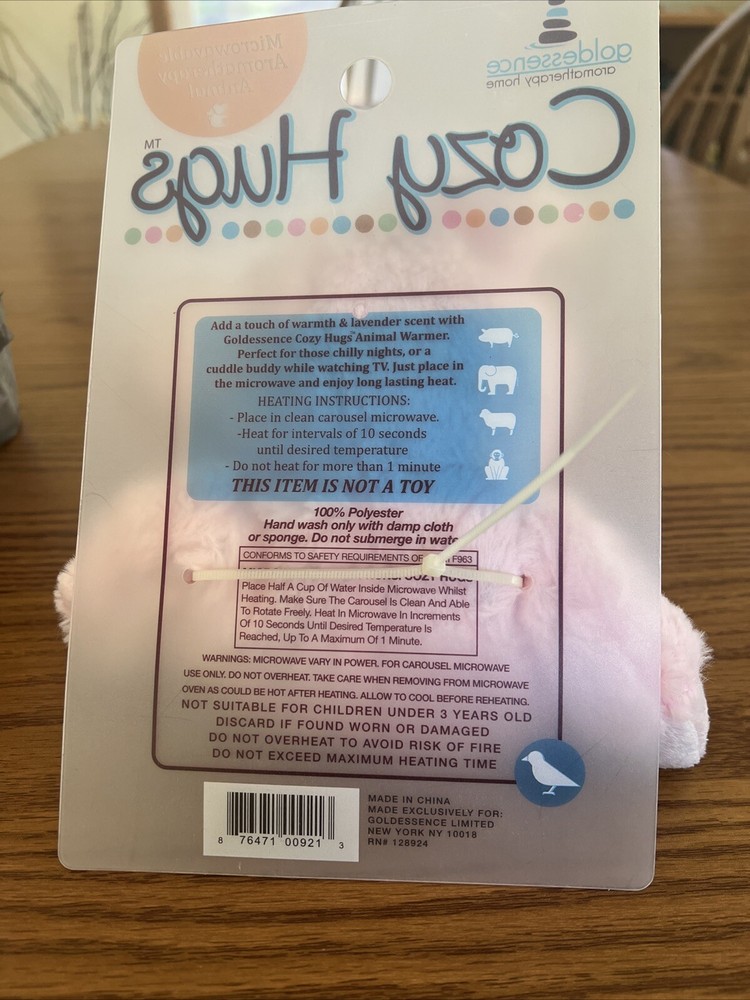 Microwaveable
Aromatherapy
Animal
goldessence
aromatherapy home
Cozy Hugs™
Add a touch of warmth & lavender scent with
Goldessence Cozy Hugs™ Animal Warmer.
Perfect for those chilly nights, or a
cuddle buddy while watching TV. Just place in
the microwave and enjoy long lasting heat.
HEATING INSTRUCTIONS:
- Place in clean carousel microwave.
-Heat for intervals of 10 seconds
until desired temperature
- Do not heat for more than 1 minute
THIS ITEM IS NOT A TOY
100% Polyester
Hand wash only with damp cloth
or sponge. Do not submerge in water
CONFORMS TO SAFETY REQUIREMENTS OF F963
COZY HUGS
Place Half A Cup Of Water Inside Microwave Whilst
Heating. Make Sure The Carousel Is Clean And Able
To Rotate Freely. Heat In Microwave In Increments
Of 10 Seconds Until Desired Temperature Is
Reached, Up To A Maximum Of 1 Minute.
WARNINGS: MICROWAVE VARY IN POWER. FOR CAROUSEL MICROWAVE
USE ONLY. DO NOT OVERHEAT. TAKE CARE WHEN REMOVING FROM MICROWAVE
OVEN AS COULD BE HOT AFTER HEATING. ALLOW TO COOL BEFORE REHEATING.
NOT SUITABLE FOR CHILDREN UNDER 3 YEARS OLD
DISCARD IF FOUND WORN OR DAMAGED
DO NOT OVERHEAT TO AVOID RISK OF FIRE
DO NOT EXCEED MAXIMUM HEATING TIME
8 76471 00921 3
MADE IN CHINA
MADE EXCLUSIVELY FOR:
GOLDESSENCE LIMITED
NEW YORK NY 10018
RN# 128924